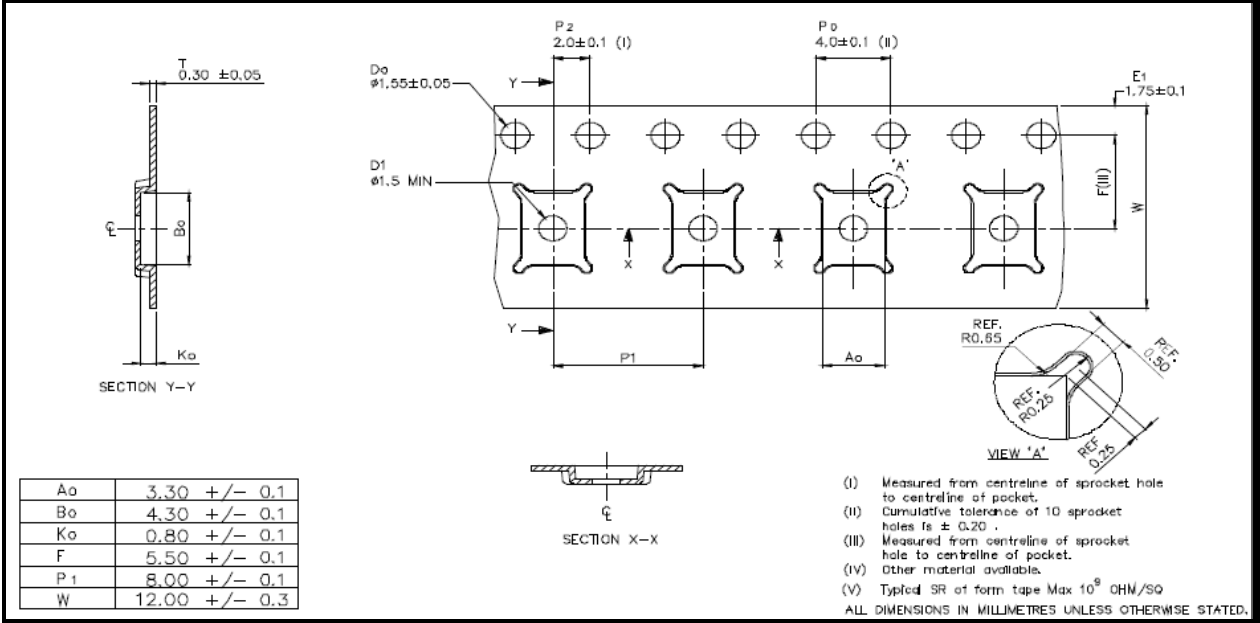 P2
2.0±0.1 (I)
P0
4.0±0.1 (II)
T
0.30 ±0.05
Do
ø1.55±0.05
Y
E1
1.75±0.1
D1
ø1.5 MIN
"A"
F(III)
W
℄
Bo
X
X
Ko
SECTION Y-Y
Y
P1
Ao
REF.
R0.65
REF.
0.50
REF.
R0.25
REF
0.25
VIEW "A"
℄
SECTION X-X
Ao 3.30 +/- 0.1
Bo 4.30 +/- 0.1
Ko 0.80 +/- 0.1
F 5.50 +/- 0.1
P1 8.00 +/- 0.1
W 12.00 +/- 0.3
(I) Measured from centreline of sprocket hole
to centreline of pocket.
(II) Cumulative tolerance of 10 sprocket
holes is ± 0.20 .
(III) Measured from centreline of sprocket
hole to centreline of pocket.
(IV) Other material available.
(V) Typical SR of form tape Max 10⁹ OHM/SQ
ALL DIMENSIONS IN MILLIMETRES UNLESS OTHERWISE STATED.